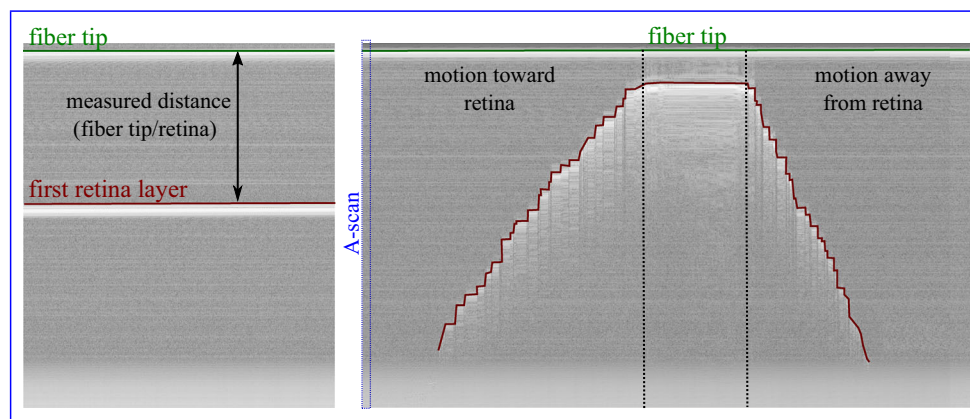 fiber tip
measured distance
(fiber tip/retina)
first retina layer
A-scan
fiber tip
motion toward
retina
motion away
from retina